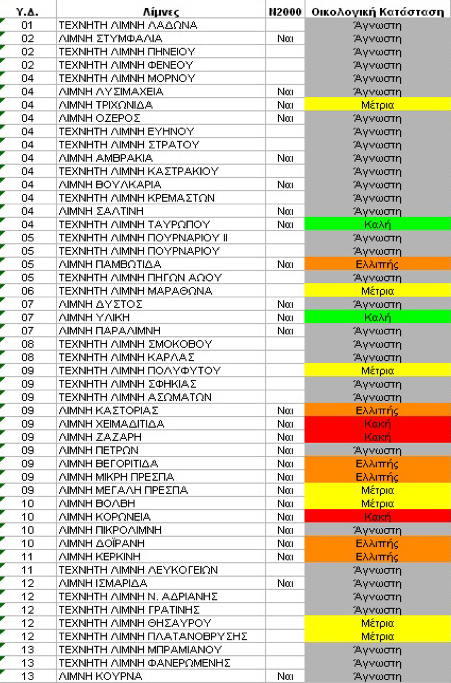 Υ.Δ. Λίμνες N2000 Οικολογική Κατάσταση
01 ΤΕΧΝΗΤΗ ΛΙΜΝΗ ΛΑΔΩΝΑ Άγνωστη
02 ΛΙΜΝΗ ΣΤΥΜΦΑΛΙΑ Ναι Άγνωστη
02 ΤΕΧΝΗΤΗ ΛΙΜΝΗ ΠΗΝΕΙΟΥ Άγνωστη
02 ΤΕΧΝΗΤΗ ΛΙΜΝΗ ΦΕΝΕΟΥ Άγνωστη
04 ΤΕΧΝΗΤΗ ΛΙΜΝΗ ΜΟΡΝΟΥ Άγνωστη
04 ΛΙΜΝΗ ΛΥΣΙΜΑΧΕΙΑ Ναι Άγνωστη
04 ΛΙΜΝΗ ΤΡΙΧΩΝΙΔΑ Ναι Μέτρια
04 ΛΙΜΝΗ ΟΖΕΡΟΣ Ναι Άγνωστη
04 ΤΕΧΝΗΤΗ ΛΙΜΝΗ ΕΥΗΝΟΥ Άγνωστη
04 ΤΕΧΝΗΤΗ ΛΙΜΝΗ ΣΤΡΑΤΟΥ Άγνωστη
04 ΛΙΜΝΗ ΑΜΒΡΑΚΙΑ Ναι Άγνωστη
04 ΤΕΧΝΗΤΗ ΛΙΜΝΗ ΚΑΣΤΡΑΚΙΟΥ Άγνωστη
04 ΛΙΜΝΗ ΒΟΥΛΚΑΡΙΑ Ναι Άγνωστη
04 ΤΕΧΝΗΤΗ ΛΙΜΝΗ ΚΡΕΜΑΣΤΩΝ Άγνωστη
04 ΛΙΜΝΗ ΣΑΛΤΙΝΗ Ναι Άγνωστη
04 ΤΕΧΝΗΤΗ ΛΙΜΝΗ ΤΑΥΡΩΠΟΥ Ναι Καλή
05 ΤΕΧΝΗΤΗ ΛΙΜΝΗ ΠΟΥΡΝΑΡΙΟΥ ΙΙ Άγνωστη
05 ΤΕΧΝΗΤΗ ΛΙΜΝΗ ΠΟΥΡΝΑΡΙΟΥ Άγνωστη
05 ΛΙΜΝΗ ΠΑΜΒΩΤΙΔΑ Ναι Ελλιπής
05 ΤΕΧΝΗΤΗ ΛΙΜΝΗ ΠΗΓΩΝ ΑΩΟΥ Άγνωστη
06 ΤΕΧΝΗΤΗ ΛΙΜΝΗ ΜΑΡΑΘΩΝΑ Μέτρια
07 ΛΙΜΝΗ ΔΥΣΤΟΣ Ναι Άγνωστη
07 ΛΙΜΝΗ ΥΛΙΚΗ Ναι Καλή
07 ΛΙΜΝΗ ΠΑΡΑΛΙΜΝΗ Ναι Άγνωστη
08 ΤΕΧΝΗΤΗ ΛΙΜΝΗ ΣΜΟΚΟΒΟΥ Άγνωστη
08 ΤΕΧΝΗΤΗ ΛΙΜΝΗ ΚΑΡΛΑΣ Άγνωστη
09 ΤΕΧΝΗΤΗ ΛΙΜΝΗ ΠΟΛΥΦΥΤΟΥ Μέτρια
09 ΤΕΧΝΗΤΗ ΛΙΜΝΗ ΣΦΗΚΙΑΣ Άγνωστη
09 ΤΕΧΝΗΤΗ ΛΙΜΝΗ ΑΣΩΜΑΤΩΝ Άγνωστη
09 ΛΙΜΝΗ ΚΑΣΤΟΡΙΑΣ Ναι Ελλιπής
09 ΛΙΜΝΗ ΧΕΙΜΑΔΙΤΙΔΑ Ναι Κακή
09 ΛΙΜΝΗ ΖΑΖΑΡΗ Ναι Κακή
09 ΛΙΜΝΗ ΠΕΤΡΩΝ Ναι Άγνωστη
09 ΛΙΜΝΗ ΒΕΓΟΡΙΤΙΔΑ Ναι Ελλιπής
09 ΛΙΜΝΗ ΜΙΚΡΗ ΠΡΕΣΠΑ Ναι Ελλιπής
09 ΛΙΜΝΗ ΜΕΓΑΛΗ ΠΡΕΣΠΑ Ναι Μέτρια
10 ΛΙΜΝΗ ΒΟΛΒΗ Ναι Μέτρια
10 ΛΙΜΝΗ ΚΟΡΩΝΕΙΑ Ναι Κακή
10 ΛΙΜΝΗ ΠΙΚΡΟΛΙΜΝΗ Ναι Άγνωστη
10 ΛΙΜΝΗ ΔΟΪΡΑΝΗ Ναι Ελλιπής
11 ΛΙΜΝΗ ΚΕΡΚΙΝΗ Ναι Ελλιπής
11 ΤΕΧΝΗΤΗ ΛΙΜΝΗ ΛΕΥΚΟΓΕΙΩΝ Άγνωστη
12 ΛΙΜΝΗ ΙΣΜΑΡΙΔΑ Ναι Άγνωστη
12 ΤΕΧΝΗΤΗ ΛΙΜΝΗ Ν. ΑΔΡΙΑΝΗΣ Άγνωστη
12 ΤΕΧΝΗΤΗ ΛΙΜΝΗ ΓΡΑΤΙΝΗΣ Άγνωστη
12 ΤΕΧΝΗΤΗ ΛΙΜΝΗ ΘΗΣΑΥΡΟΥ Μέτρια
12 ΤΕΧΝΗΤΗ ΛΙΜΝΗ ΠΛΑΤΑΝΟΒΡΥΣΗΣ Μέτρια
13 ΤΕΧΝΗΤΗ ΛΙΜΝΗ ΜΠΡΑΜΙΑΝΟΥ Άγνωστη
13 ΤΕΧΝΗΤΗ ΛΙΜΝΗ ΦΑΝΕΡΩΜΕΝΗΣ Άγνωστη
13 ΛΙΜΝΗ ΚΟΥΡΝΑ Ναι Άγνωστη